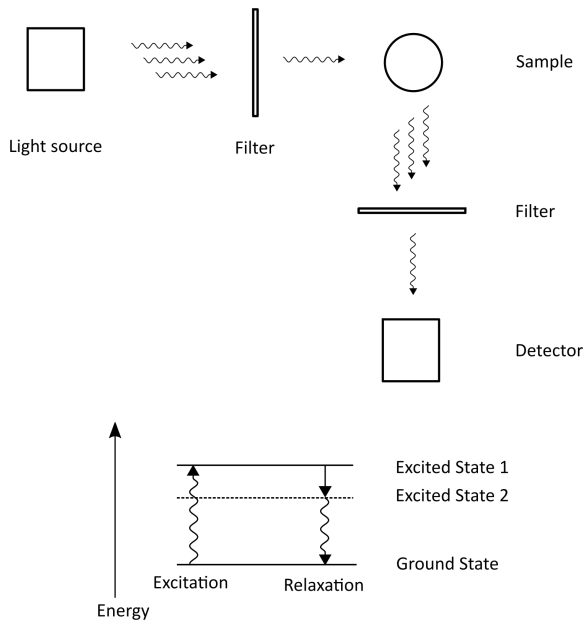 Sample
Light source
Filter
Filter
Detector
Excited State 1
Excited State 2
Ground State
Excitation
Relaxation
Energy